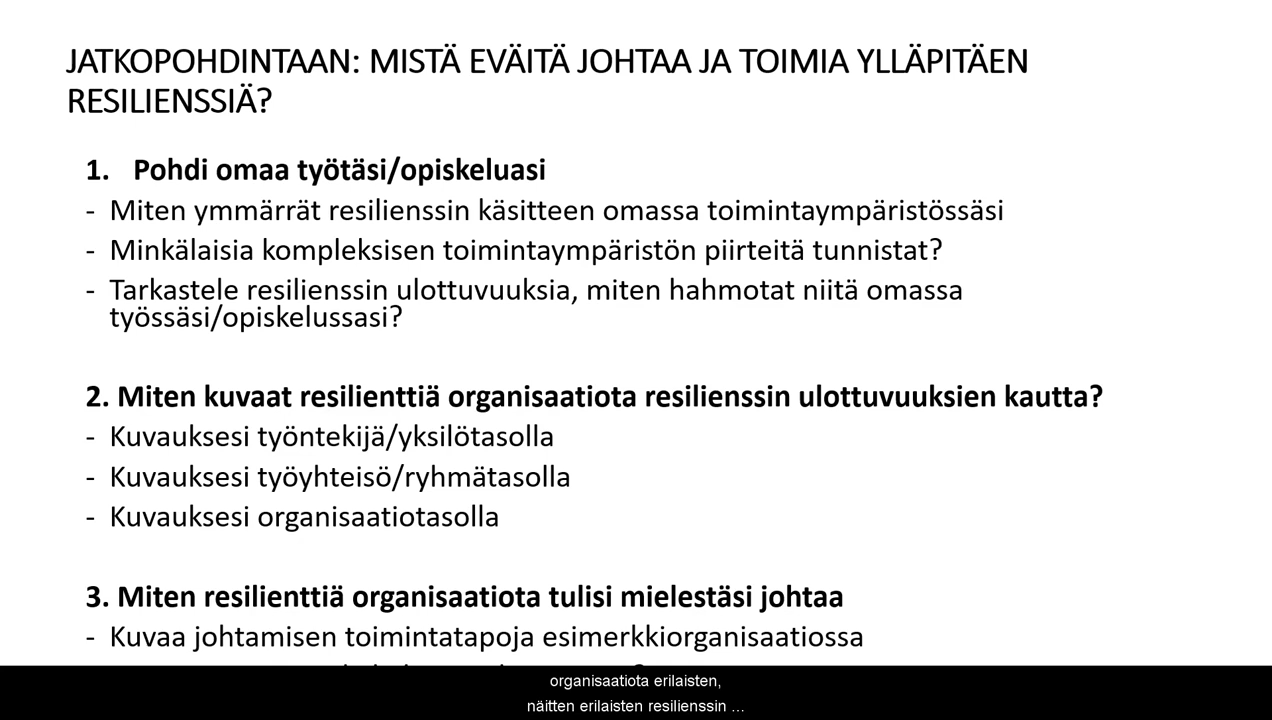 JATKOPOHDINTAAN: MISTÄ EVÄITÄ JOHTAA JA TOIMIA YLLÄPITÄEN
RESILIENSSIÄ?
1. Pohdi omaa työtäsi/opiskeluasi
- Miten ymmärrät resilienssin käsitteen omassa toimintaympäristössäsi
- Minkälaisia kompleksisen toimintaympäristön piirteitä tunnistat?
- Tarkastele resilienssin ulottuvuuksia, miten hahmotat niitä omassa
työssäsi/opiskelussasi?
2. Miten kuvaat resilienttiä organisaatiota resilienssin ulottuvuuksien kautta?
- Kuvauksesi työntekijä/yksilötasolla
- Kuvauksesi työyhteisö/ryhmätasolla
- Kuvauksesi organisaatiotasolla
3. Miten resilienttiä organisaatiota tulisi mielestäsi johtaa
- Kuvaa johtamisen toimintatapoja esimerkkiorganisaatiossa
organisaatiota erilaisten,
näitten erilaisten resilienssin ...